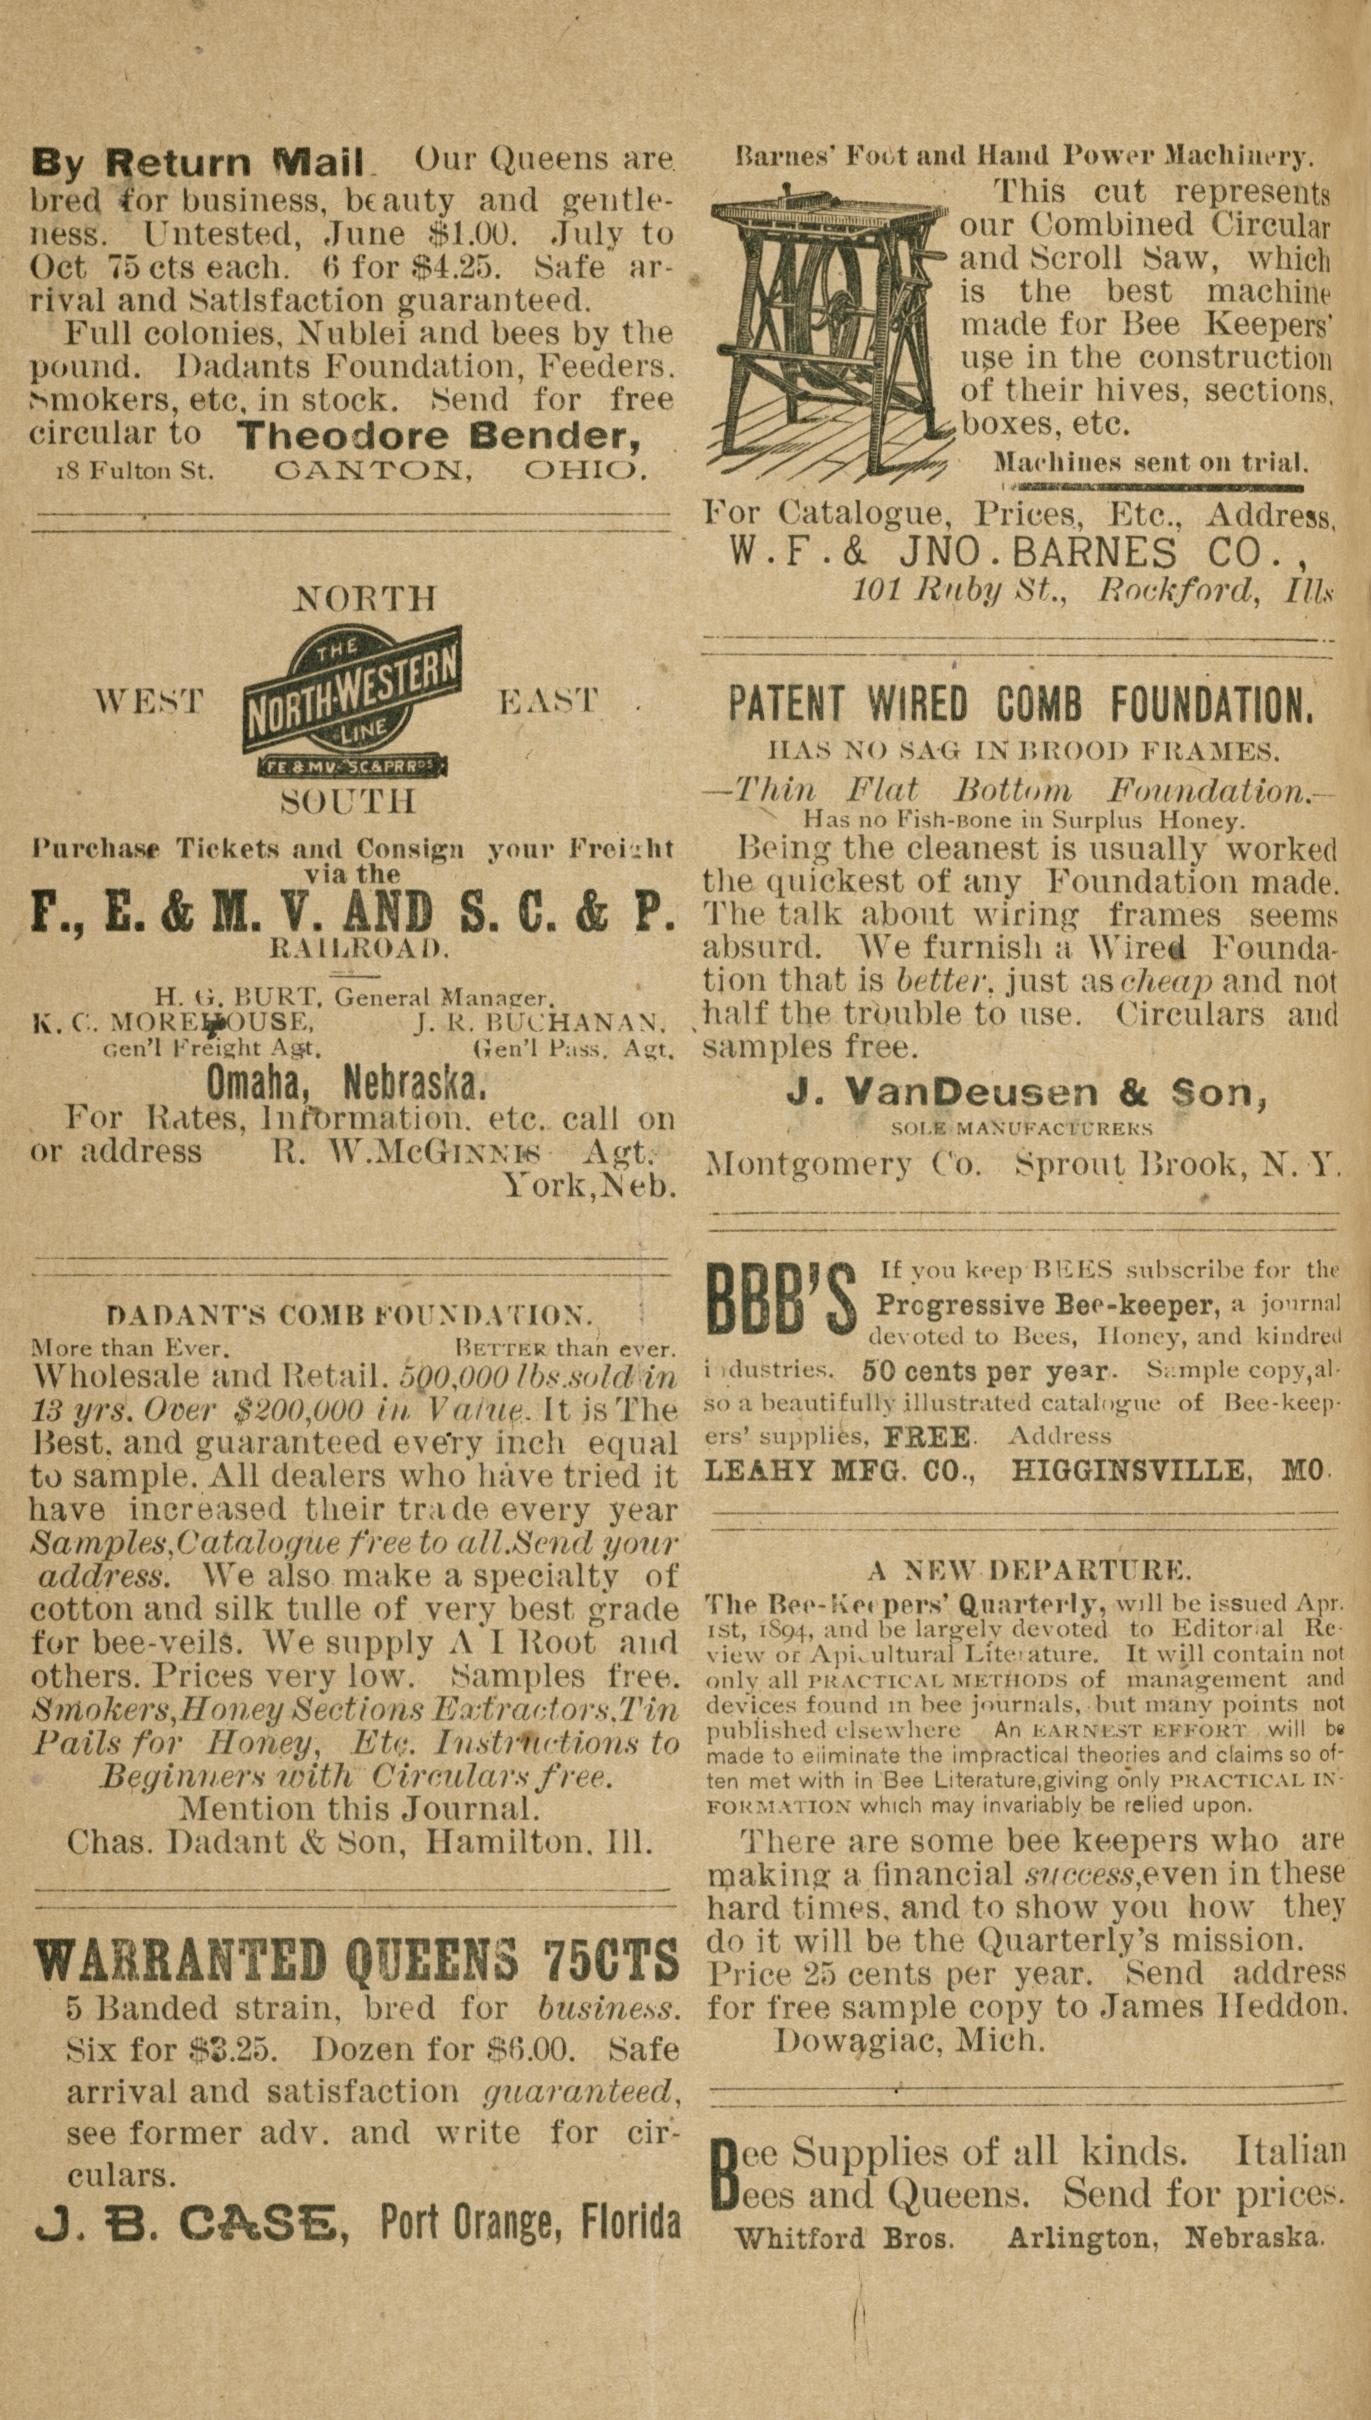 By Return Mail. Our Queens are
bred for business, beauty and gentle-
ness. Untested, June $1.00. July to
Oct 75 cts each. 6 for $4.25. Safe ar-
rival and Satisfaction guaranteed.
Full colonies, Nublei and bees by the
pound. Dadants Foundation, Feeders.
Smokers, etc, in stock. Send for free
circular to Theodore Bender,
18 Fulton St. CANTON, OHIO.
NORTH
WEST THE NORTH-WESTERN LINE EAST
F E & M V - S C & P R RDS
SOUTH
Purchase Tickets and Consign your Freight
via the
F., E. & M. V. AND S. C. & P.
RAILROAD.
H. G. BURT, General Manager.
K. C. MOREHOUSE, J. R. BUCHANAN.
Gen'l Freight Agt. Gen'l Pass. Agt.
Omaha, Nebraska.
For Rates, Information. etc. call on
or address R. W. McGINNIS Agt.
York, Neb.
DADANT'S COMB FOUNDATION.
More than Ever. BETTER than ever.
Wholesale and Retail. 500,000 lbs. sold in
13 yrs. Over $200,000 in Value. It is The
Best, and guaranteed every inch equal
to sample. All dealers who have tried it
have increased their trade every year
Samples, Catalogue free to all. Send your
address. We also make a specialty of
cotton and silk tulle of very best grade
for bee-veils. We supply A I Root and
others. Prices very low. Samples free.
Smokers, Honey Sections Extractors, Tin
Pails for Honey, Etc. Instructions to
Beginners with Circulars free.
Mention this Journal.
Chas. Dadant & Son, Hamilton, Ill.
WARRANTED QUEENS 75CTS
5 Banded strain, bred for business.
Six for $3.25. Dozen for $6.00. Safe
arrival and satisfaction guaranteed,
see former adv. and write for cir-
culars.
J. B. CASE, Port Orange, Florida
Barnes' Foot and Hand Power Machinery.
This cut represents
our Combined Circular
and Scroll Saw, which
is the best machine
made for Bee Keepers'
use in the construction
of their hives, sections,
boxes, etc.
Machines sent on trial.
For Catalogue, Prices, Etc., Address,
W. F. & JNO. BARNES CO.,
101 Ruby St., Rockford, Ills
PATENT WIRED COMB FOUNDATION.
HAS NO SAG IN BROOD FRAMES.
—Thin Flat Bottom Foundation.—
Has no Fish-BONE in Surplus Honey.
Being the cleanest is usually worked
the quickest of any Foundation made.
The talk about wiring frames seems
absurd. We furnish a Wired Founda-
tion that is better, just as cheap and not
half the trouble to use. Circulars and
samples free.
J. VanDeusen & Son,
SOLE MANUFACTURERS
Montgomery Co. Sprout Brook, N. Y.
BBB'S If you keep BEES subscribe for the
Progressive Bee-keeper, a journal
devoted to Bees, Honey, and kindred
industries. 50 cents per year. Sample copy, al-
so a beautifully illustrated catalogue of Bee-keep-
ers' supplies, FREE. Address
LEAHY MFG. CO., HIGGINSVILLE, MO.
A NEW DEPARTURE.
The Bee-Keepers' Quarterly, will be issued Apr.
1st, 1894, and be largely devoted to Editorial Re-
view of Apicultural Literature. It will contain not
only all PRACTICAL METHODS of management and
devices found in bee journals, but many points not
published elsewhere An EARNEST EFFORT will be
made to eliminate the impractical theories and claims so of-
ten met with in Bee Literature, giving only PRACTICAL IN-
FORMATION which may invariably be relied upon.
There are some bee keepers who are
making a financial success, even in these
hard times, and to show you how they
do it will be the Quarterly's mission.
Price 25 cents per year. Send address
for free sample copy to James Heddon.
Dowagiac, Mich.
Bee Supplies of all kinds. Italian
Bees and Queens. Send for prices.
Whitford Bros. Arlington, Nebraska.